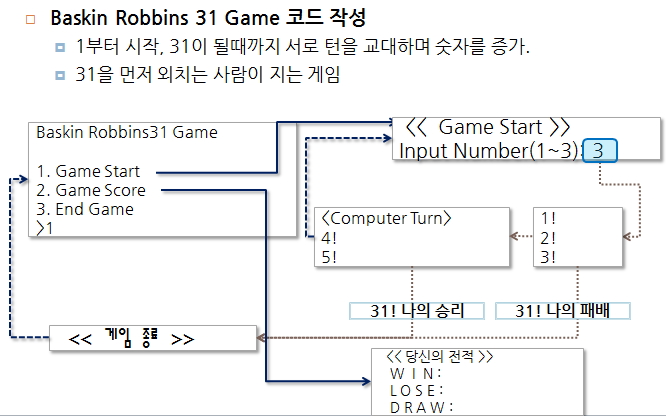 Baskin Robbins 31 Game 코드 작성
1부터 시작, 31이 될때까지 서로 턴을 교대하며 숫자를 증가.
31을 먼저 외치는 사람이 지는 게임
Baskin Robbins31 Game
1. Game Start
2. Game Score
3. End Game
>1
<< Game Start >>
Input Number(1~3): 3
<Computer Turn>
4!
5!
1!
2!
3!
31! 나의 승리
31! 나의 패배
<< 게임 종료 >>
<< 당신의 전적 >>
W I N :
L O S E :
D R A W :